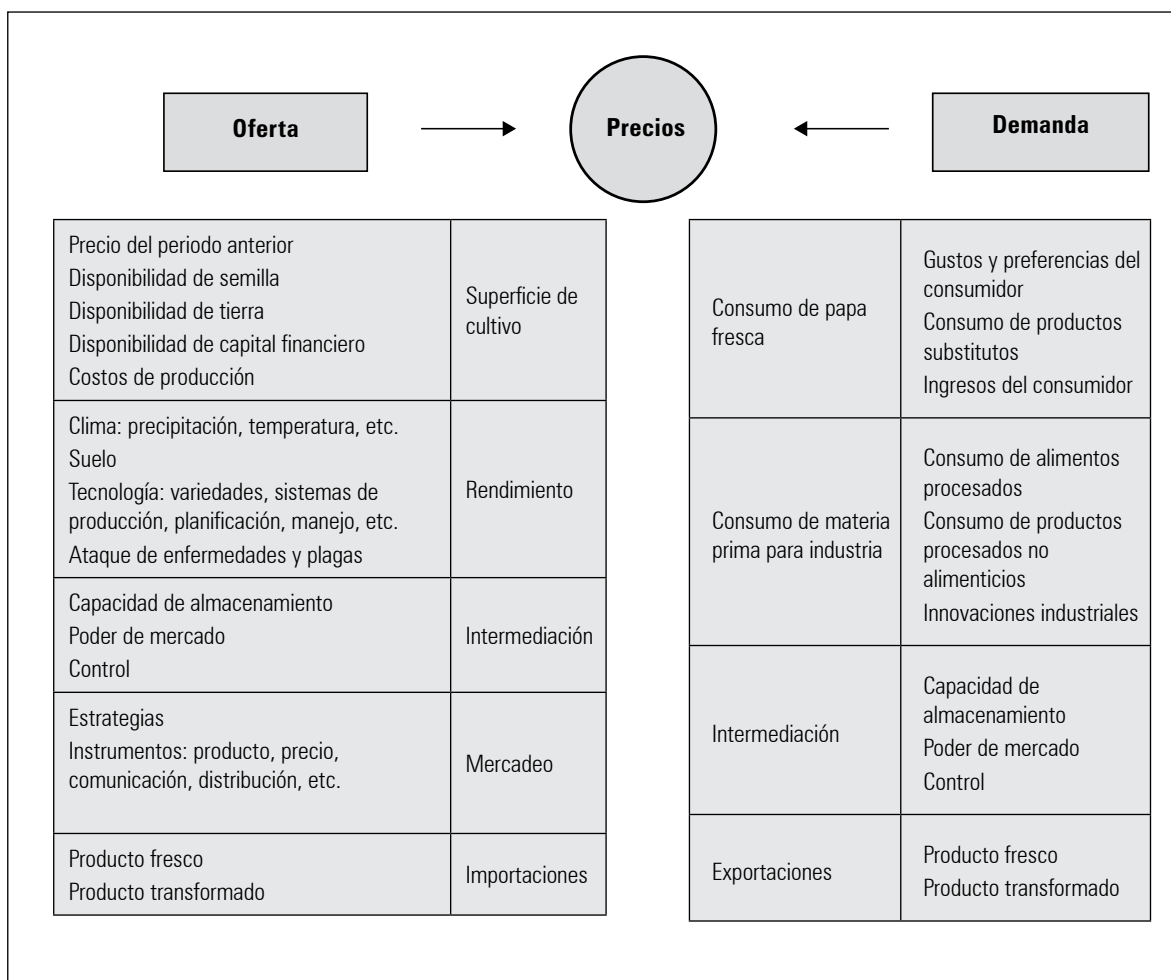 Oferta
Precios
Demanda
Precio del periodo anterior
Disponibilidad de semilla
Disponibilidad de tierra
Disponibilidad de capital financiero
Costos de producción
Superficie de
cultivo
Clima: precipitación, temperatura, etc.
Suelo
Tecnología: variedades, sistemas de
producción, planificación, manejo, etc.
Ataque de enfermedades y plagas
Rendimiento
Capacidad de almacenamiento
Poder de mercado
Control
Intermediación
Estrategias
Instrumentos: producto, precio,
comunicación, distribución, etc.
Mercadeo
Producto fresco
Producto transformado
Importaciones
Consumo de papa
fresca
Gustos y preferencias del
consumidor
Consumo de productos
substitutos
Ingresos del consumidor
Consumo de materia
prima para industria
Consumo de alimentos
procesados
Consumo de productos
procesados no
alimenticios
Innovaciones industriales
Intermediación
Capacidad de
almacenamiento
Poder de mercado
Control
Exportaciones
Producto fresco
Producto transformado